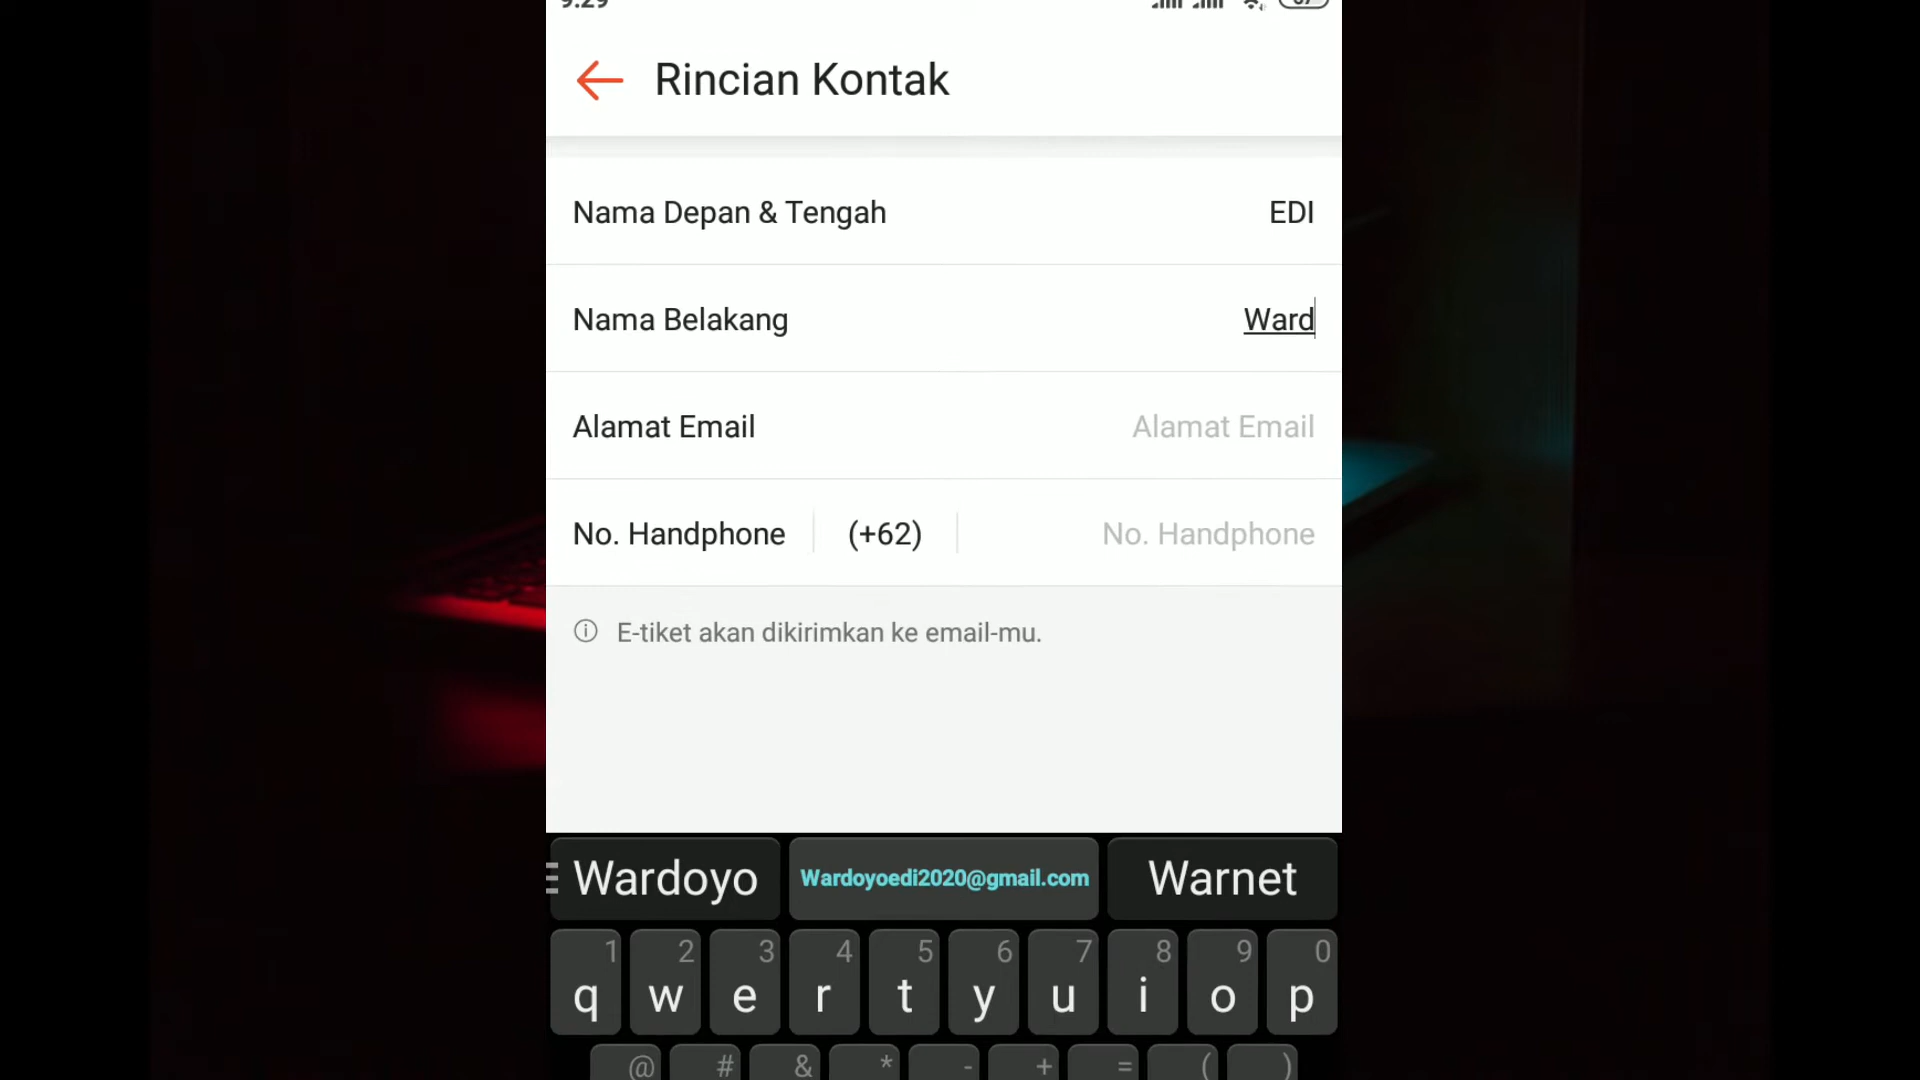 9:29
67
Rincian Kontak
Nama Depan & Tengah EDI
Nama Belakang Ward
Alamat Email Alamat Email
No. Handphone (+62) No. Handphone
E-tiket akan dikirimkan ke email-mu.
Wardoyo Wardoyoedi2020@gmail.com Warnet
1 2 3 4 5 6 7 8 9 0
q w e r t y u i o p
@ # & * - + = ( )